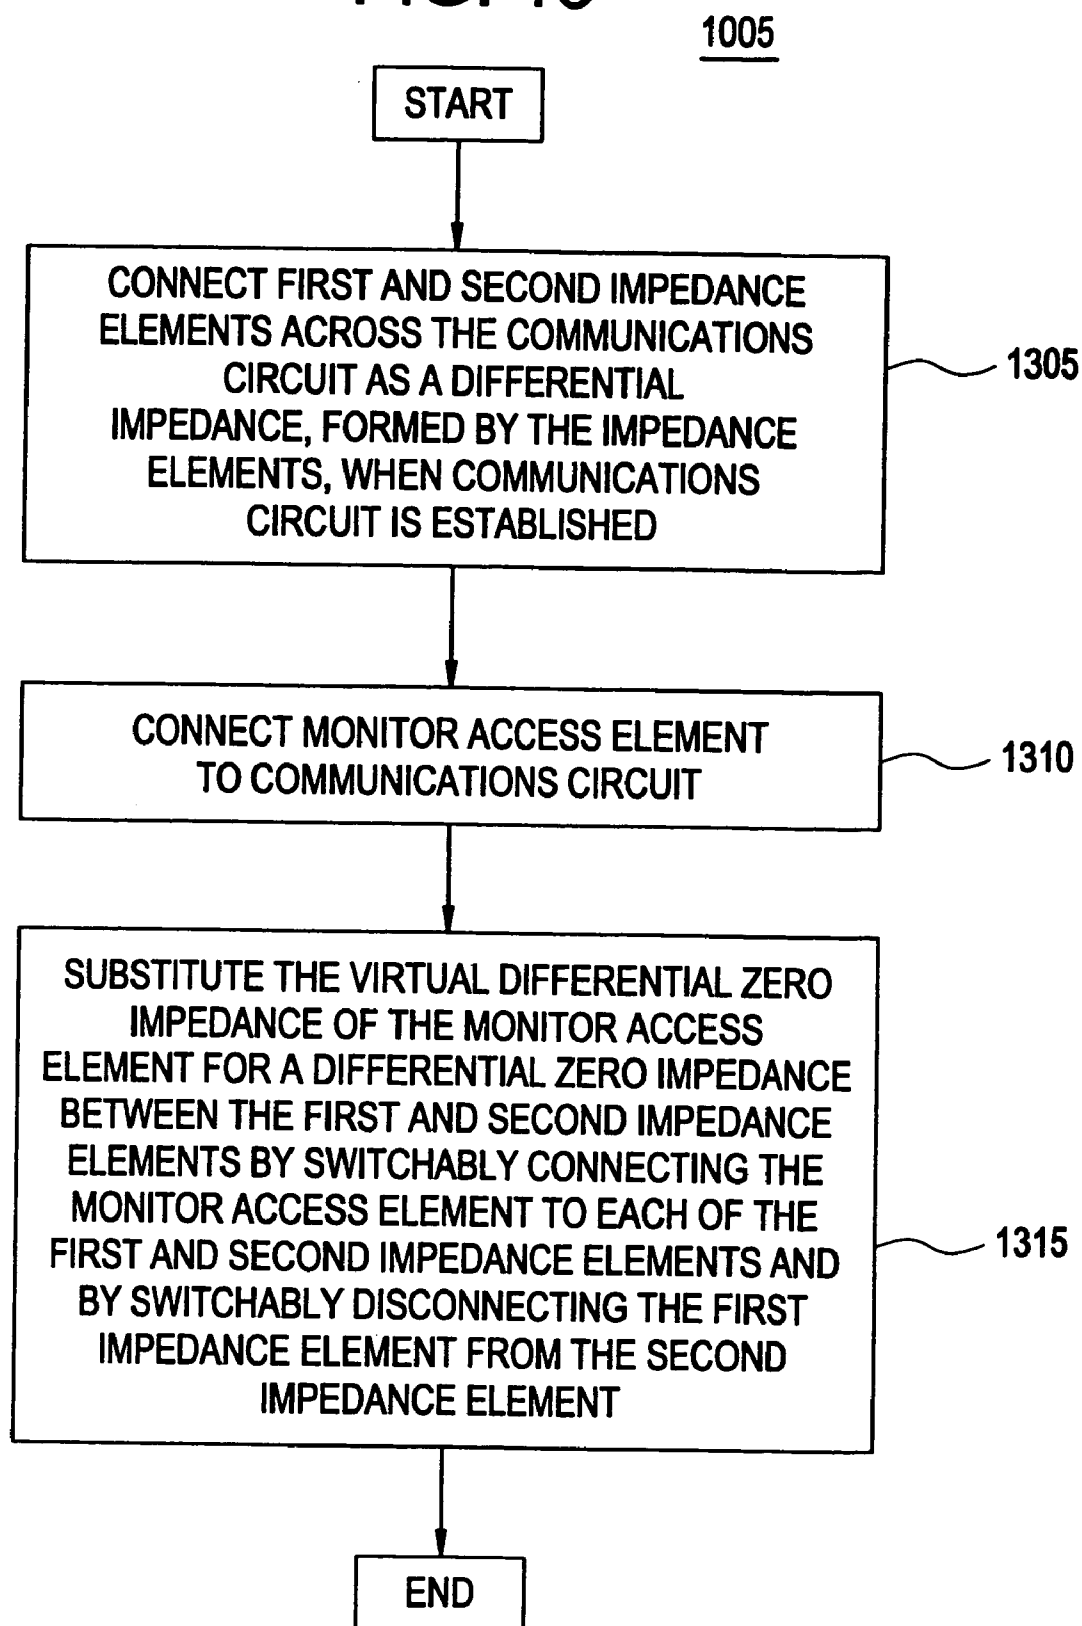 1005
START
CONNECT FIRST AND SECOND IMPEDANCE
ELEMENTS ACROSS THE COMMUNICATIONS
CIRCUIT AS A DIFFERENTIAL
IMPEDANCE, FORMED BY THE IMPEDANCE
ELEMENTS, WHEN COMMUNICATIONS
CIRCUIT IS ESTABLISHED
1305
CONNECT MONITOR ACCESS ELEMENT
TO COMMUNICATIONS CIRCUIT
1310
SUBSTITUTE THE VIRTUAL DIFFERENTIAL ZERO
IMPEDANCE OF THE MONITOR ACCESS
ELEMENT FOR A DIFFERENTIAL ZERO IMPEDANCE
BETWEEN THE FIRST AND SECOND IMPEDANCE
ELEMENTS BY SWITCHABLY CONNECTING THE
MONITOR ACCESS ELEMENT TO EACH OF THE
FIRST AND SECOND IMPEDANCE ELEMENTS AND
BY SWITCHABLY DISCONNECTING THE FIRST
IMPEDANCE ELEMENT FROM THE SECOND
IMPEDANCE ELEMENT
1315
END